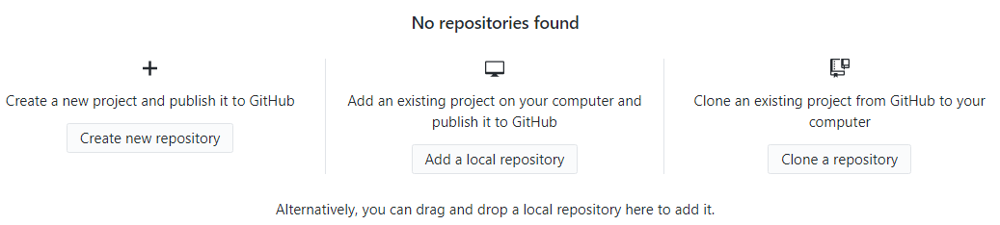 No repositories found
Create a new project and publish it to GitHub
Create new repository
Add an existing project on your computer and
publish it to GitHub
Add a local repository
Clone an existing project from GitHub to your
computer
Clone a repository
Alternatively, you can drag and drop a local repository here to add it.